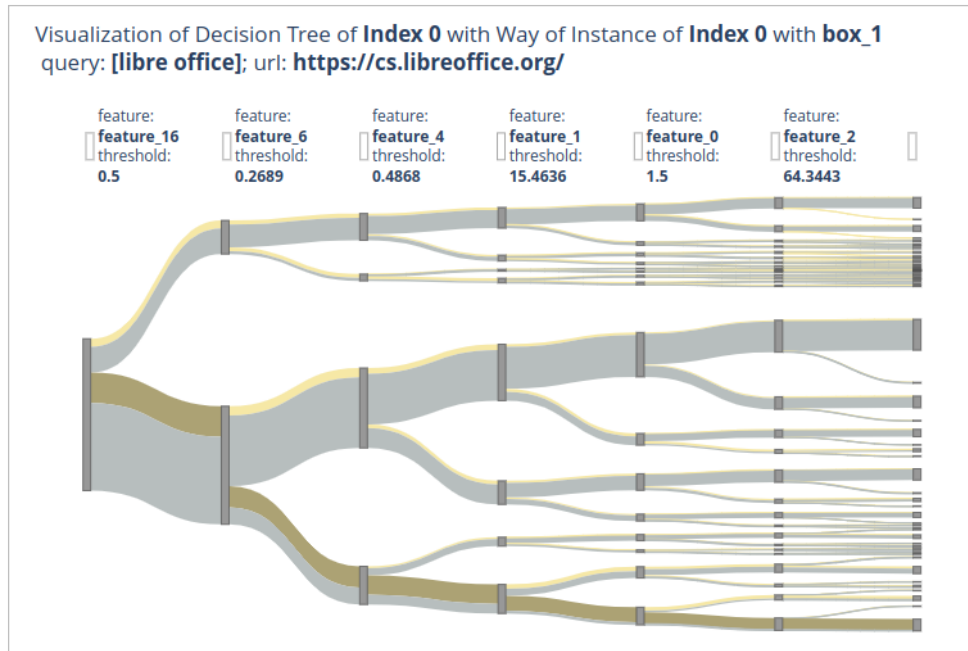 Visualization of Decision Tree of Index 0 with Way of Instance of Index 0 with box_1
query: [libre office]; url: https://cs.libreoffice.org/
feature: feature: feature: feature: feature: feature:
feature_16 feature_6 feature_4 feature_1 feature_0 feature_2
threshold: threshold: threshold: threshold: threshold: threshold:
0.5 0.2689 0.4868 15.4636 1.5 64.3443